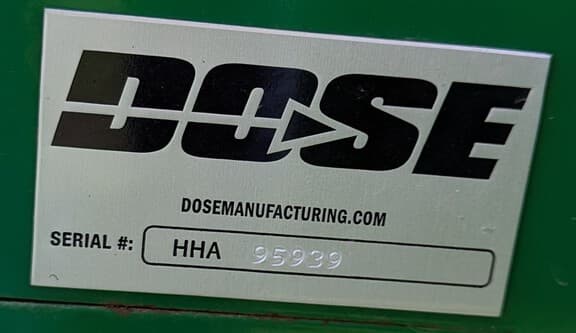 DOSE
DOSEMANUFACTURING.COM
SERIAL #: HHA 95939